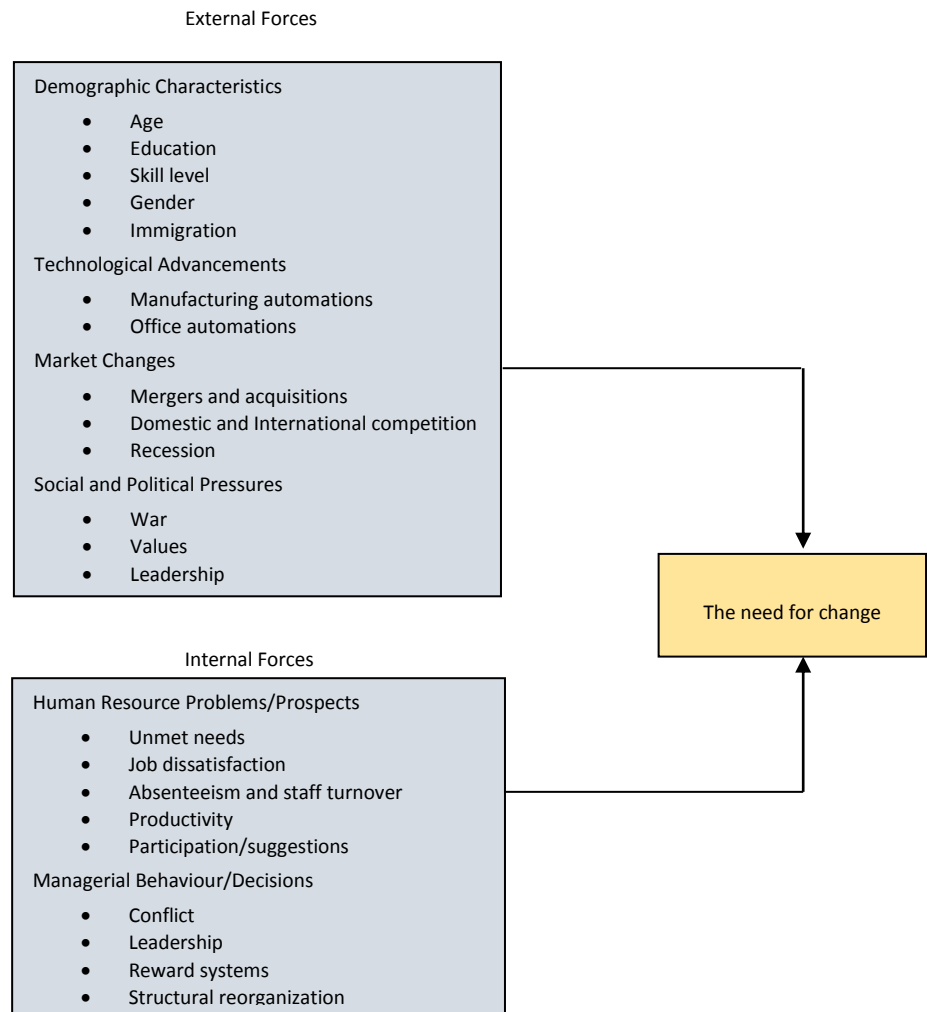 External Forces
Demographic Characteristics
• Age
• Education
• Skill level
• Gender
• Immigration
Technological Advancements
• Manufacturing automations
• Office automations
Market Changes
• Mergers and acquisitions
• Domestic and International competition
• Recession
Social and Political Pressures
• War
• Values
• Leadership
The need for change
Internal Forces
Human Resource Problems/Prospects
• Unmet needs
• Job dissatisfaction
• Absenteeism and staff turnover
• Productivity
• Participation/suggestions
Managerial Behaviour/Decisions
• Conflict
• Leadership
• Reward systems
• Structural reorganization